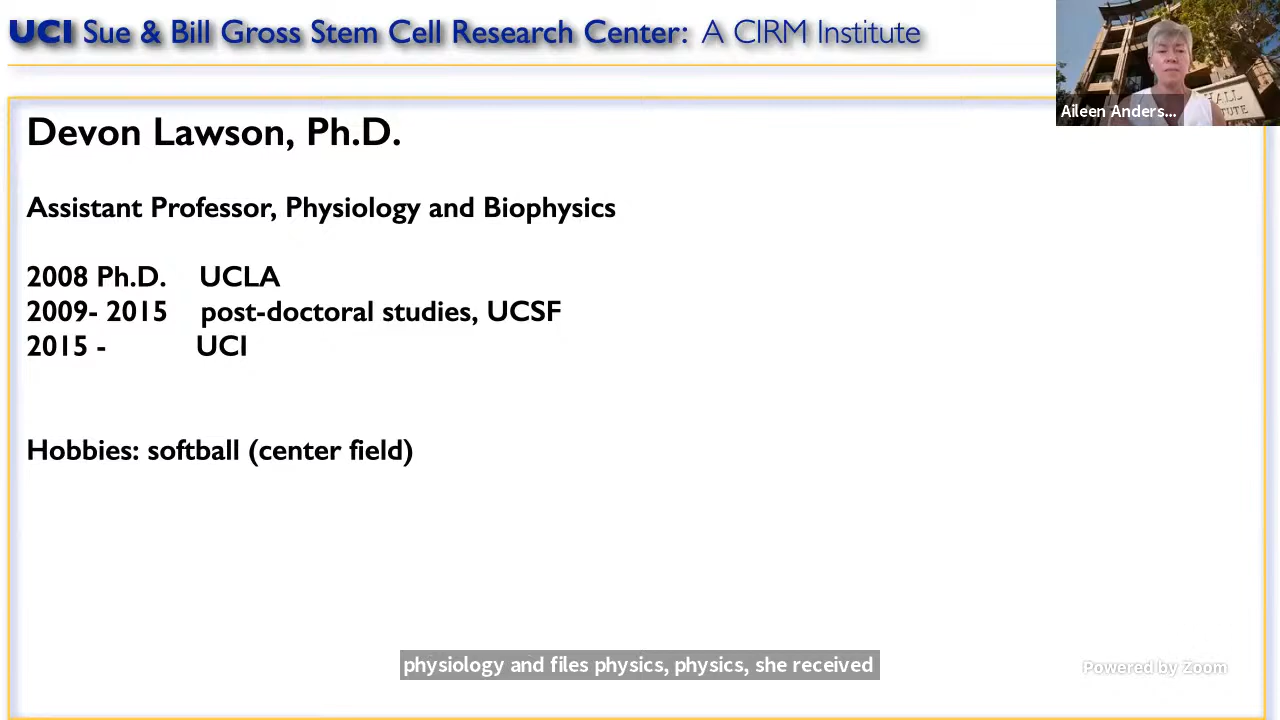 UCI Sue & Bill Gross Stem Cell Research Center: A CIRM Institute
HALL
TUTE
Aileen Anders...
Devon Lawson, Ph.D.
Assistant Professor, Physiology and Biophysics
2008 Ph.D. UCLA
2009- 2015 post-doctoral studies, UCSF
2015 - UCI
Hobbies: softball (center field)
physiology and files physics, physics, she received
Powered by Zoom